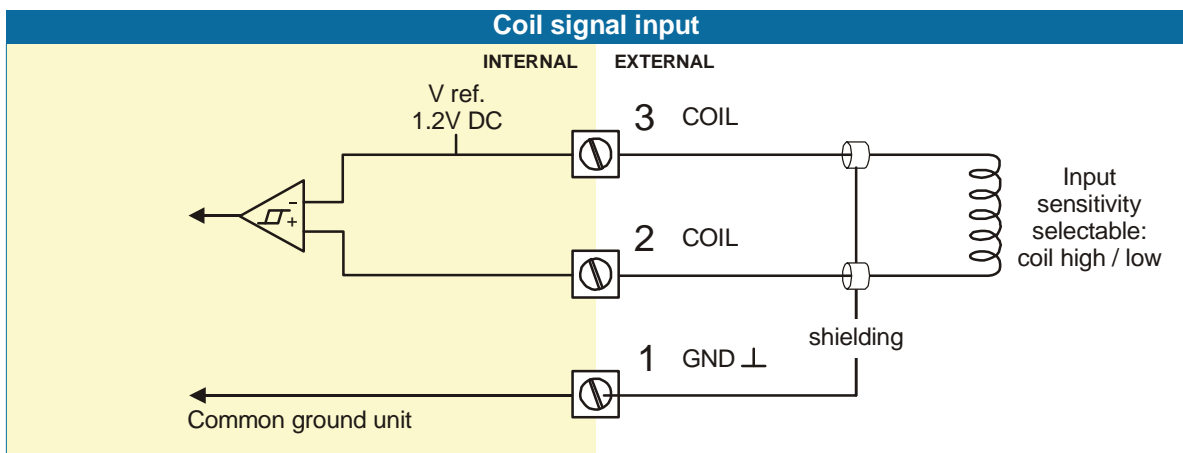 Coil signal input
INTERNAL EXTERNAL
V ref.
1.2V DC
3 COIL
- 
+
2 COIL
Input
sensitivity
selectable:
coil high / low
shielding
1 GND ⊥
Common ground unit